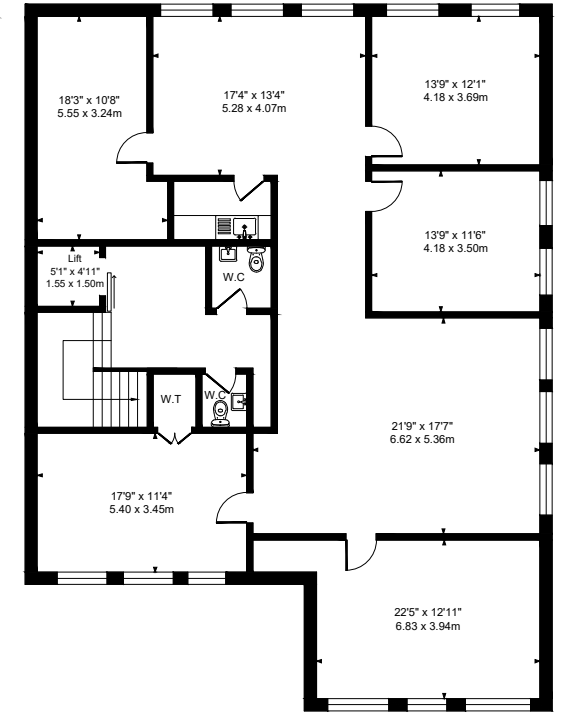 18'3" x 10'8"
5.55 x 3.24m
17'4" x 13'4"
5.28 x 4.07m
13'9" x 12'1"
4.18 x 3.69m
13'9" x 11'6"
4.18 x 3.50m
Lift
5'1" x 4'11"
1.55 x 1.50m
W.C
W.T
W.C
21'9" x 17'7"
6.62 x 5.36m
17'9" x 11'4"
5.40 x 3.45m
22'5" x 12'11"
6.83 x 3.94m